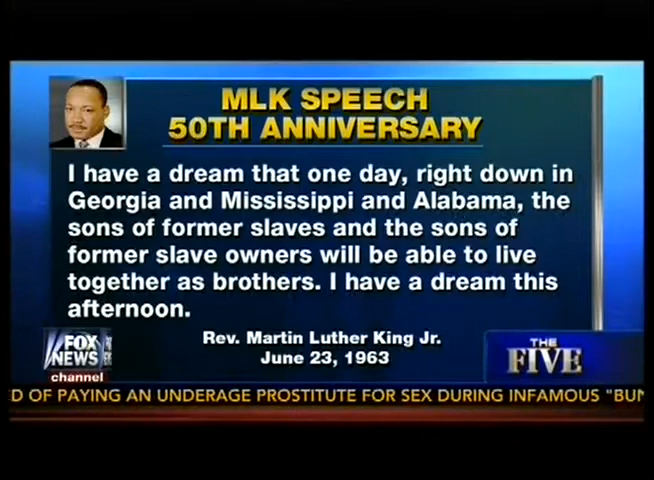 MLK SPEECH
50TH ANNIVERSARY
I have a dream that one day, right down in
Georgia and Mississippi and Alabama, the
sons of former slaves and the sons of
former slave owners will be able to live
together as brothers. I have a dream this
afternoon.
Rev. Martin Luther King Jr.
June 23, 1963
FOX
NEWS
channel
THE
FIVE
OF PAYING AN UNDERAGE PROSTITUTE FOR SEX DURING INFAMOUS